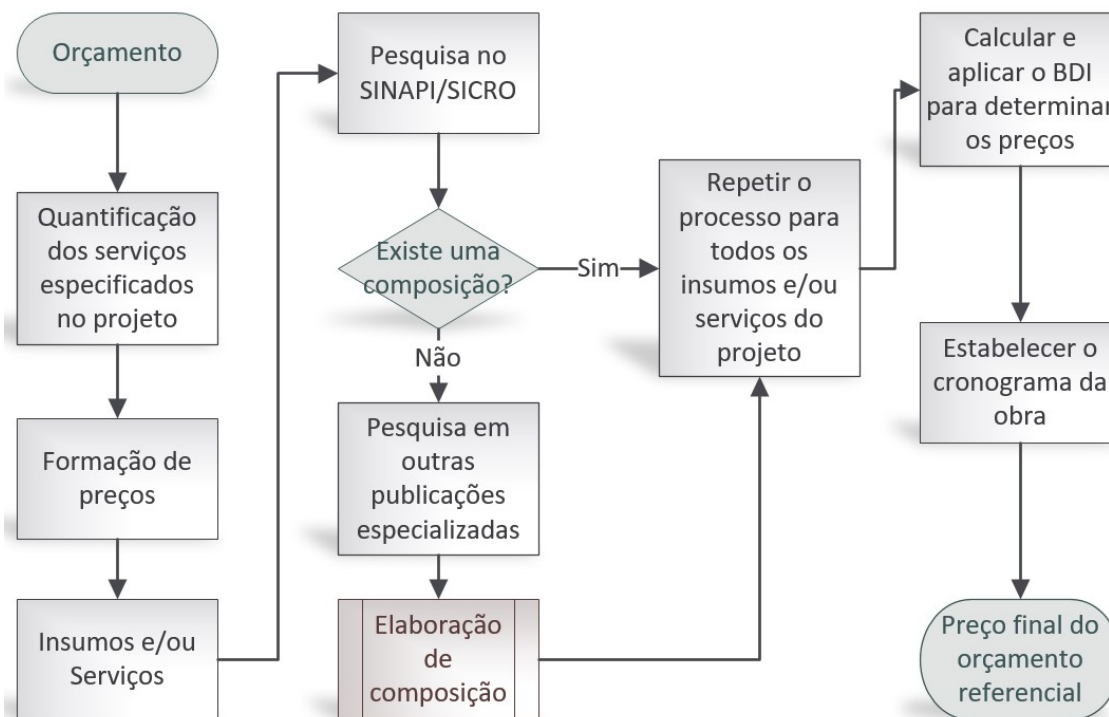 Orçamento
Quantificação
dos serviços
especificados
no projeto
Formação de
preços
Insumos e/ou
Serviços
Pesquisa no
SINAPI/SICRO
Existe uma
composição?
Sim
Não
Pesquisa em
outras
publicações
especializadas
Elaboração
de
composição
Repetir o
processo para
todos os
insumos e/ou
serviços do
projeto
Calcular e
aplicar o BDI
para determinar
os preços
Estabelecer o
cronograma da
obra
Preço final do
orçamento
referencial